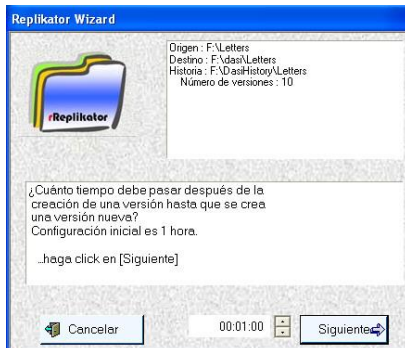 Replikator Wizard
rReplikator
Origen : F:\Letters
Destino : F:\dasi\Letters
Historia : F:\DasiHistory\Letters
Número de versiones : 10
¿Cuánto tiempo debe pasar después de la
creación de una versión hasta que se crea
una versión nueva?
Configuración inicial es 1 hora.
...haga click en [Siguiente]
Cancelar
00:01:00
Siguiente